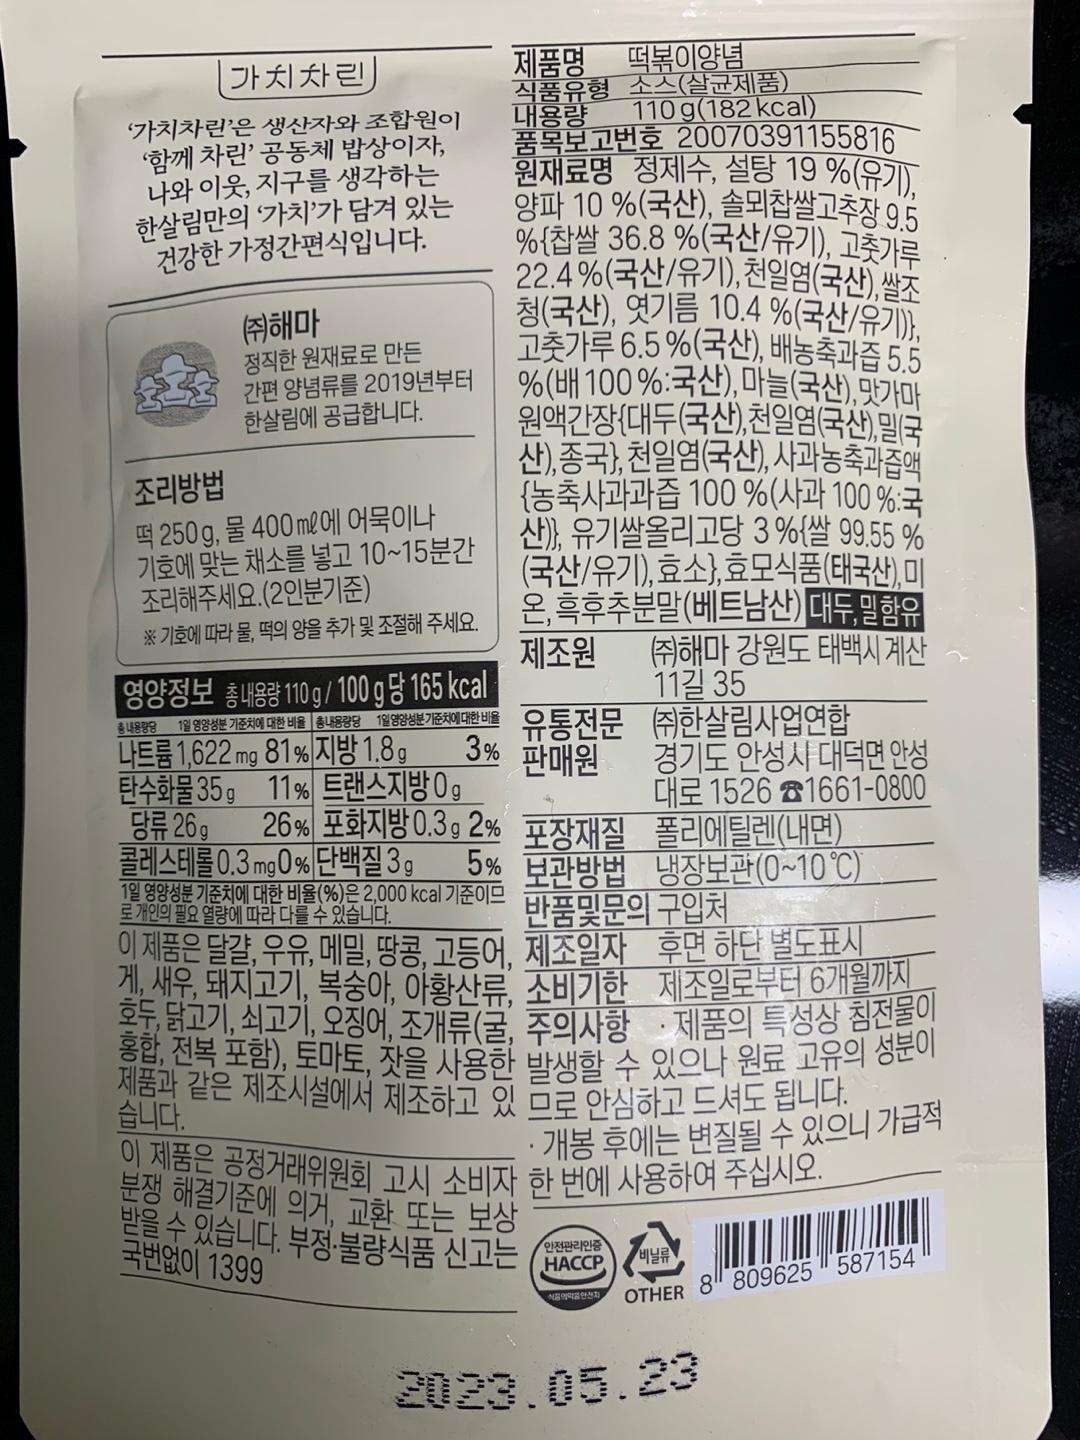 가치차린
'가치차린'은 생산자와 조합원이
'함께 차린' 공동체 밥상이자,
나와 이웃, 지구를 생각하는
한살림만의 '가치'가 담겨 있는
건강한 가정간편식입니다.
㈜해마
정직한 원재료로 만든
간편 양념류를 2019년부터
한살림에 공급합니다.
조리방법
떡 250g, 물 400㎖에 어묵이나
기호에 맞는 채소를 넣고 10~15분간
조리해주세요.(2인분기준)
※ 기호에 따라 물, 떡의 양을 추가 및 조절해 주세요.
영양정보 총 내용량 110g / 100g당 165 kcal
총 내용량당 1일 영양성분 기준치에 대한 비율 총 내용량당 1일 영양성분 기준치에 대한 비율
나트륨 1,622 mg 81% 지방 1.8g 3%
탄수화물 35g 11% 트랜스지방 0g
당류 26g 26% 포화지방 0.3g 2%
콜레스테롤 0.3 mg 0% 단백질 3g 5%
1일 영양성분 기준치에 대한 비율(%)은 2,000 kcal 기준이므
로 개인의 필요 열량에 따라 다를 수 있습니다.
이 제품은 달걀, 우유, 메밀, 땅콩, 고등어,
게, 새우, 돼지고기, 복숭아, 아황산류,
호두, 닭고기, 쇠고기, 오징어, 조개류(굴,
홍합, 전복 포함), 토마토, 잣을 사용한
제품과 같은 제조시설에서 제조하고 있
습니다.
이 제품은 공정거래위원회 고시 소비자
분쟁 해결기준에 의거, 교환 또는 보상
받을 수 있습니다. 부정·불량식품 신고는
국번없이 1399
제품명 떡볶이양념
식품유형 소스(살균제품)
내용량 110g(182 kcal)
품목보고번호 20070391155816
원재료명 정제수, 설탕 19 %(유기),
양파 10 %(국산), 솔뫼찹쌀고추장 9.5
%{찹쌀 36.8 %(국산/유기), 고춧가루
22.4 %(국산/유기), 천일염(국산), 쌀조
청(국산), 엿기름 10.4 %(국산/유기)},
고춧가루 6.5 %(국산), 배농축과즙 5.5
%(배 100 %:국산), 마늘(국산), 맛가마
원액간장{대두(국산),천일염(국산),밀(국
산),종국}, 천일염(국산), 사과농축과즙액
{농축사과과즙 100 %(사과 100 %:국
산)}, 유기쌀올리고당 3 %{쌀 99.55 %
(국산/유기), 효소}, 효모식품(태국산), 미
온, 흑후추분말(베트남산) 대두, 밀 함유
제조원 ㈜해마 강원도 태백시 계산
11길 35
유통전문 ㈜한살림사업연합
판매원 경기도 안성시 대덕면 안성
대로 1526 ☎1661-0800
포장재질 폴리에틸렌(내면)
보관방법 냉장보관(0~10℃)
반품및문의 구입처
제조일자 후면 하단 별도표시
소비기한 제조일로부터 6개월까지
주의사항 · 제품의 특성상 침전물이
발생할 수 있으나 원료 고유의 성분이
므로 안심하고 드셔도 됩니다.
· 개봉 후에는 변질될 수 있으니 가급적
한 번에 사용하여 주십시오.
안전관리인증
HACCP
식품의약품안전처
비닐류
OTHER
8 809625 587154
2023.05.23